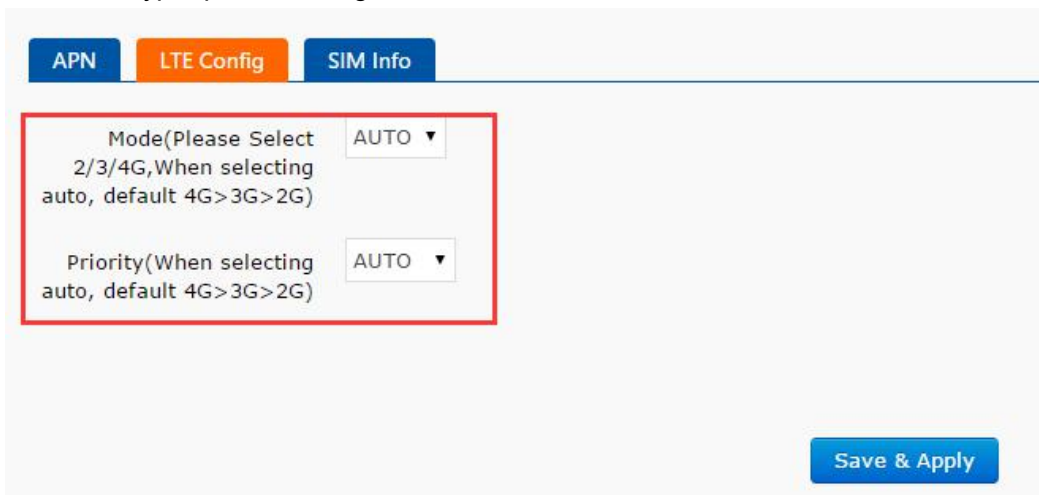 APN LTE Config SIM Info
Mode(Please Select AUTO
2/3/4G,When selecting
auto, default 4G>3G>2G)
Priority(When selecting AUTO
auto, default 4G>3G>2G)
Save & Apply